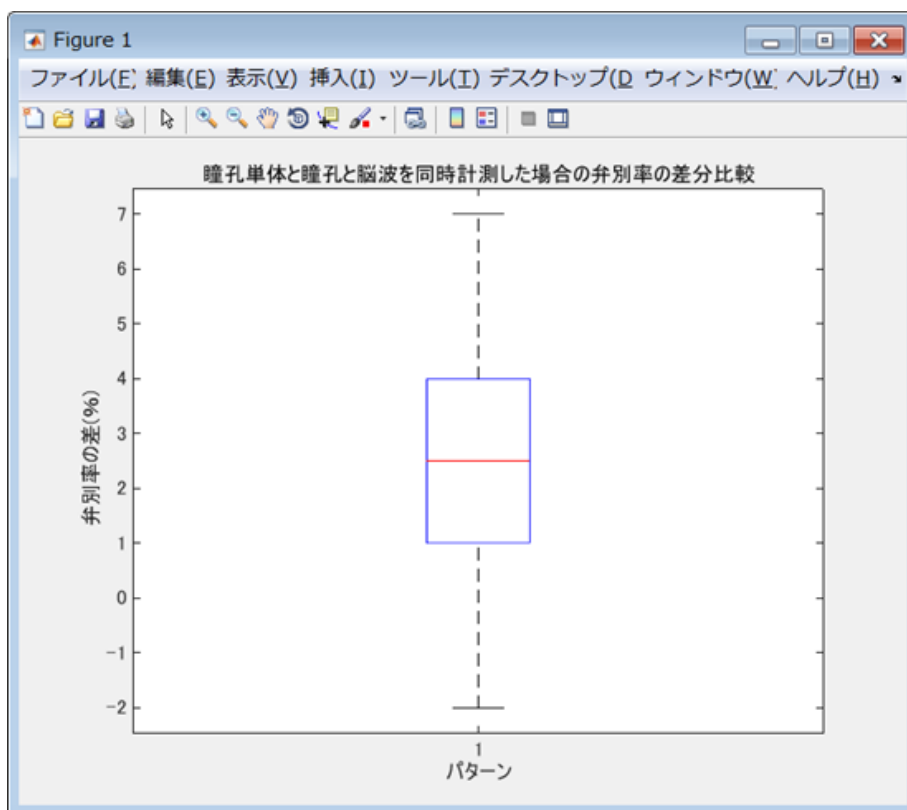 Figure 1
ファイル(F) 編集(E) 表示(V) 挿入(I) ツール(T) デスクトップ(D ウィンドウ(W ヘルプ(H)
瞳孔単体と瞳孔と脳波を同時計測した場合の弁別率の差分比較
7
6
5
4
3
2
1
0
-1
-2
弁別率の差(%)
1
パターン